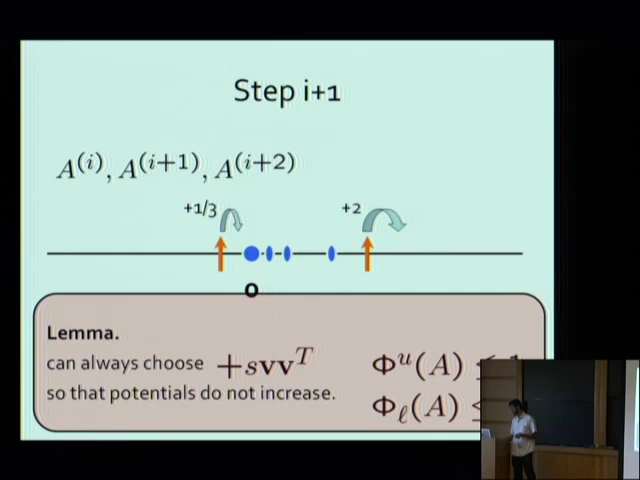 Step i+1
A^(i), A^(i+1), A^(i+2)
+1/3 +2
0
Lemma.
can always choose +svv^T
so that potentials do not increase.
Φ^u(A) ≤
Φ_ℓ(A) ≤